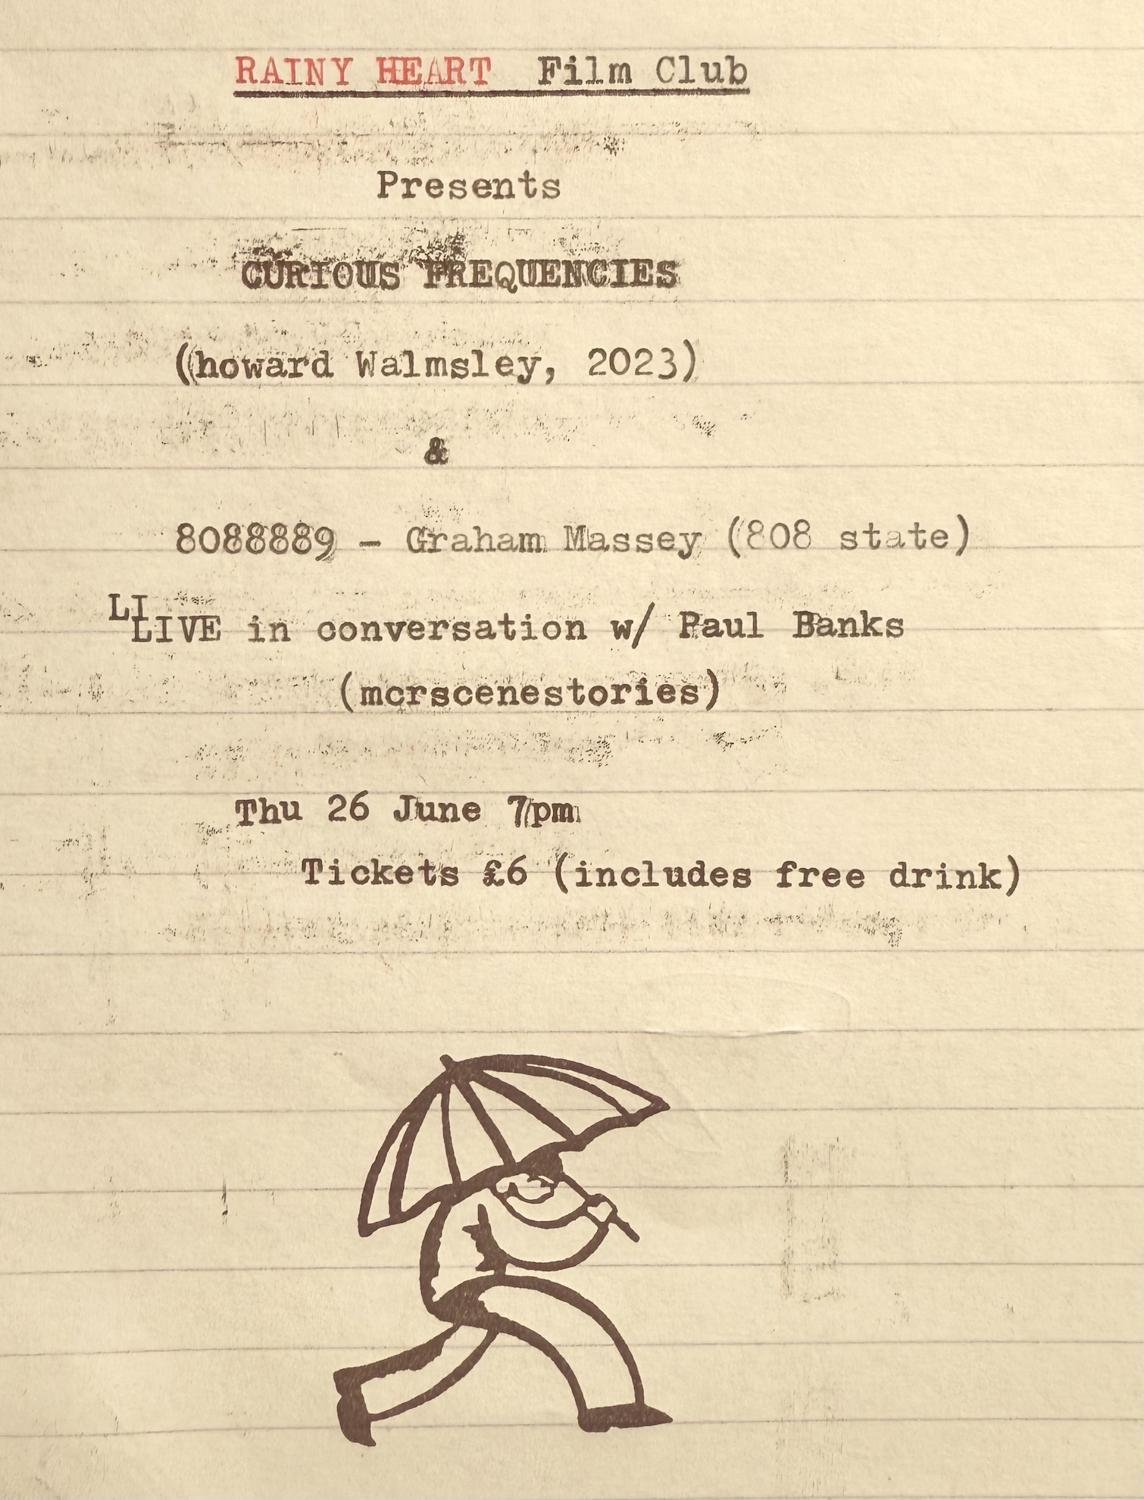 RAINY HEART Film Club
Presents
CURIOUS FREQUENCIES
(howard Walmsley, 2023)
&
8088889 - Graham Massey (808 state)
LI
LIVE in conversation w/ Paul Banks
(mcrscenestories)
Thu 26 June 7pm
Tickets £6 (includes free drink)